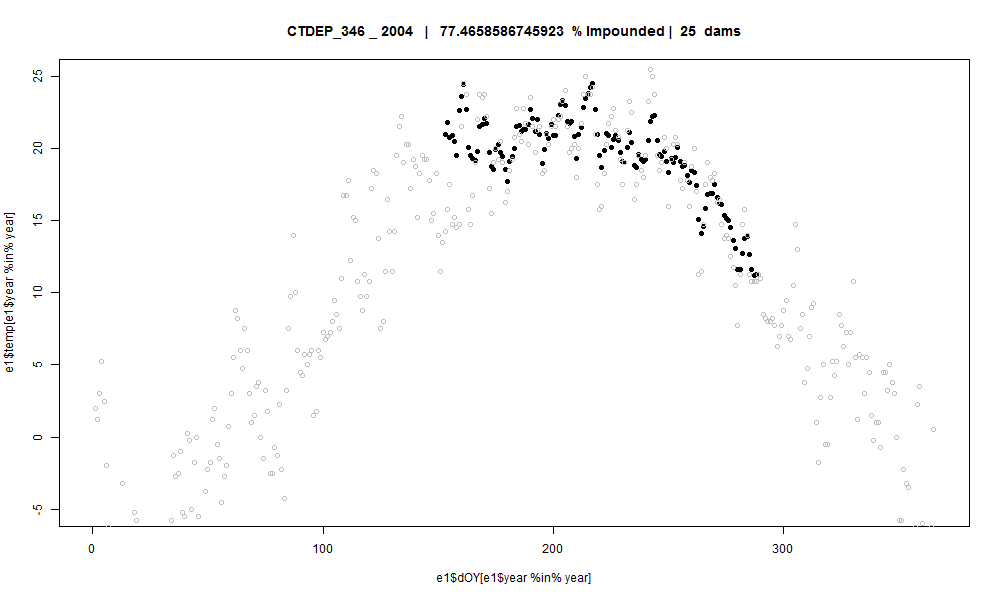 CTDEP_346 _ 2004 | 77.4658586745923 % Impounded | 25 dams
e1$temp[e1$year %in% year]
25
20
15
10
5
0
-5
0 100 200 300
e1$dOY[e1$year %in% year]